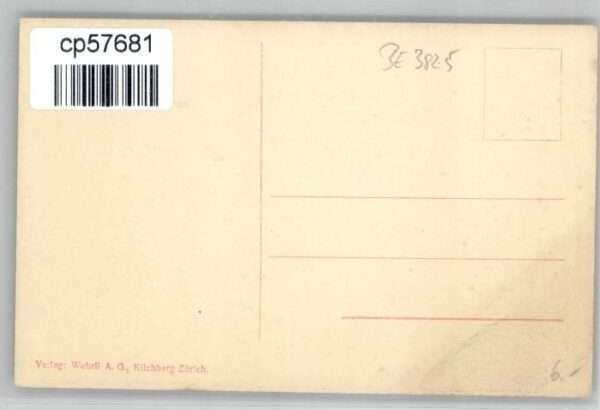 cp57681
BE 3825
Verlag: Wehrli A. G., Kilchberg Zürich.
6.-